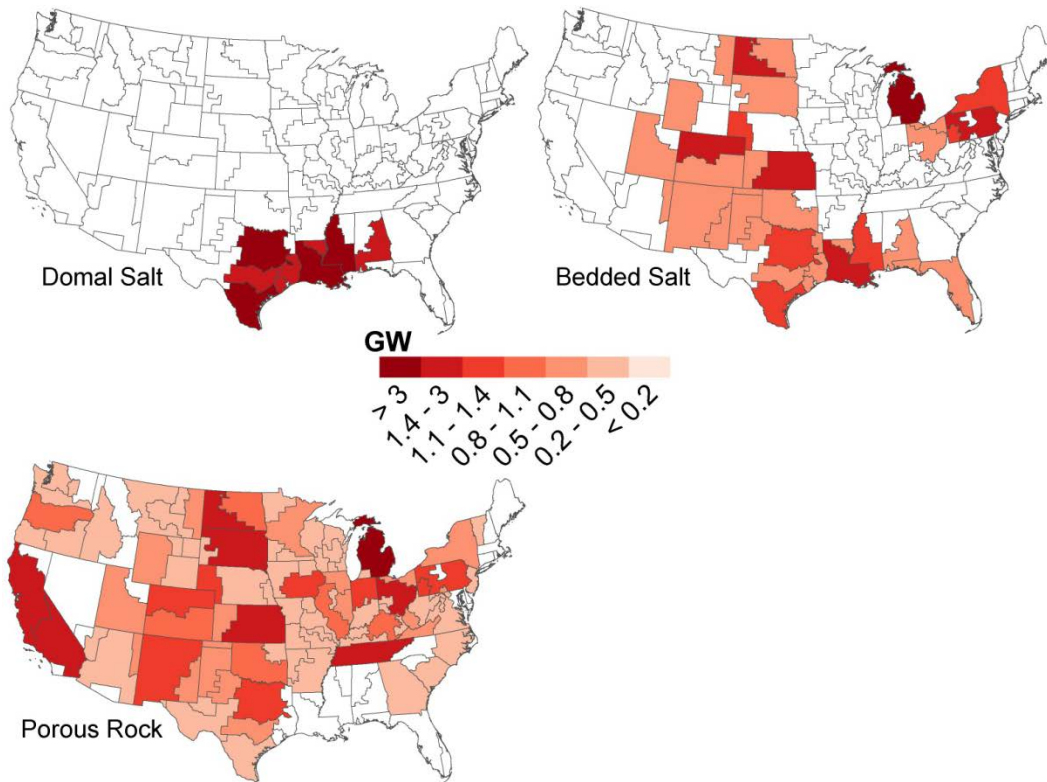 Domal Salt
Bedded Salt
GW
> 3
1.4 - 3
1.1 - 1.4
0.8 - 1.1
0.5 - 0.8
0.2 - 0.5
< 0.2
Porous Rock